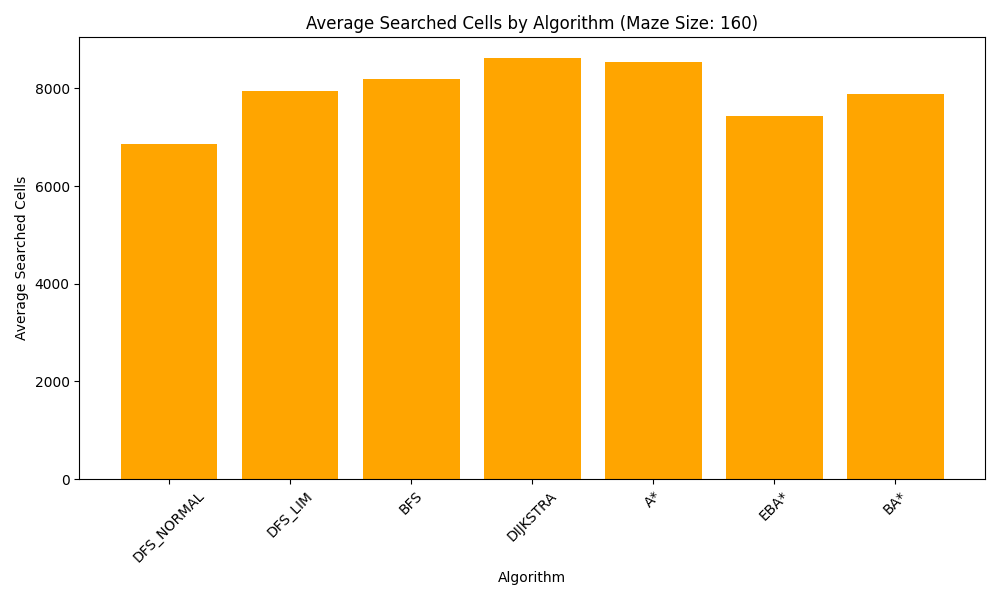 Average Searched Cells by Algorithm (Maze Size: 160)
Average Searched Cells
8000
6000
4000
2000
0
DFS_NORMAL
DFS_LIM
BFS
DIJKSTRA
A*
EBA*
BA*
Algorithm